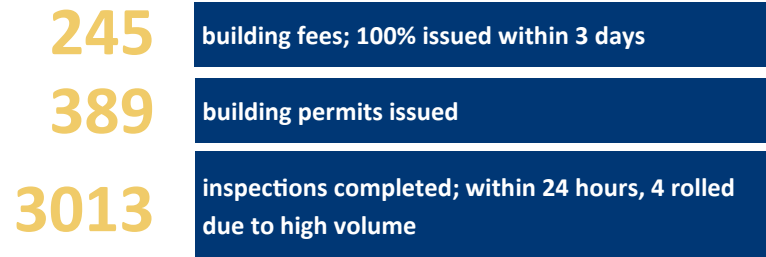 245
building fees; 100% issued within 3 days
389
building permits issued
3013
inspections completed; within 24 hours, 4 rolled
due to high volume